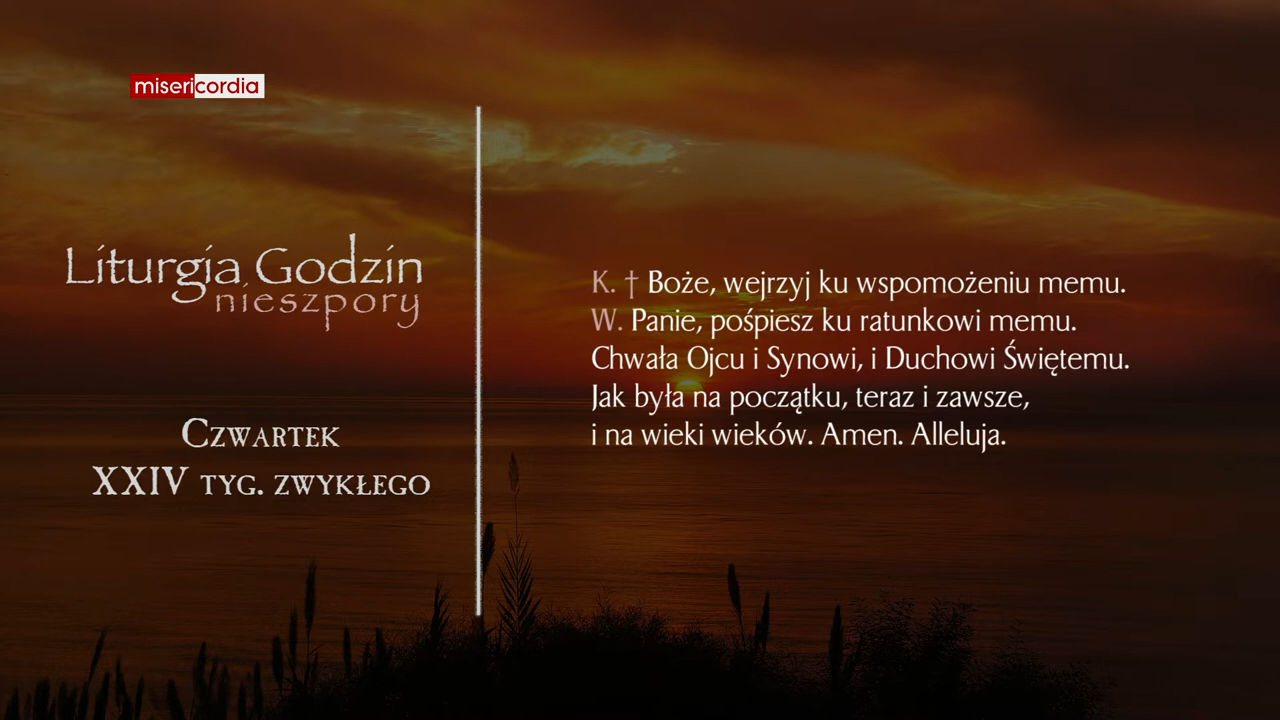 misericordia
Liturgia Godzin
nieszpory
Czwartek
XXIV tyg. zwykłego
K. † Boże, wejrzyj ku wspomożeniu memu.
W. Panie, pośpiesz ku ratunkowi memu.
Chwała Ojcu i Synowi, i Duchowi Świętemu.
Jak była na początku, teraz i zawsze,
i na wieki wieków. Amen. Alleluja.